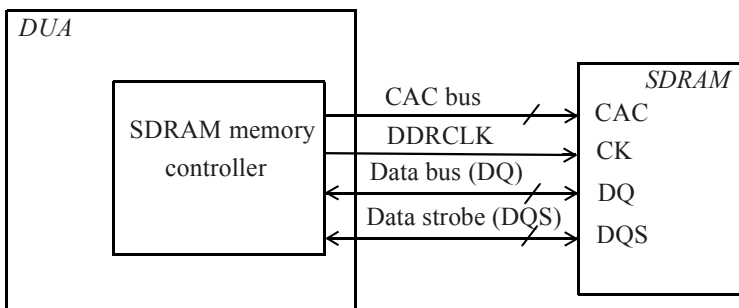 DUA
SDRAM
CAC bus
CAC
SDRAM memory
controller
DDRCLK
CK
Data bus (DQ)
DQ
Data strobe (DQS)
DQS